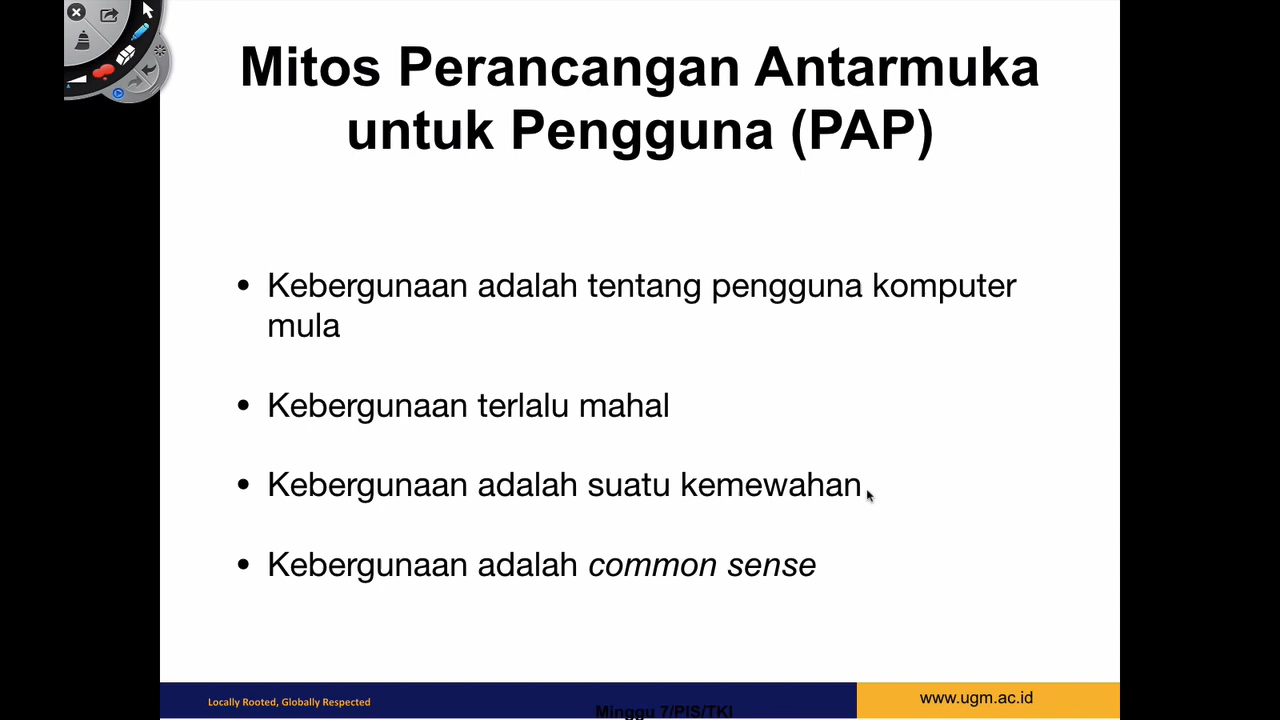 Mitos Perancangan Antarmuka
untuk Pengguna (PAP)
• Kebergunaan adalah tentang pengguna komputer
mula
• Kebergunaan terlalu mahal
• Kebergunaan adalah suatu kemewahan
• Kebergunaan adalah common sense
Locally Rooted, Globally Respected
www.ugm.ac.id
Minggu 7/PIS/TKI